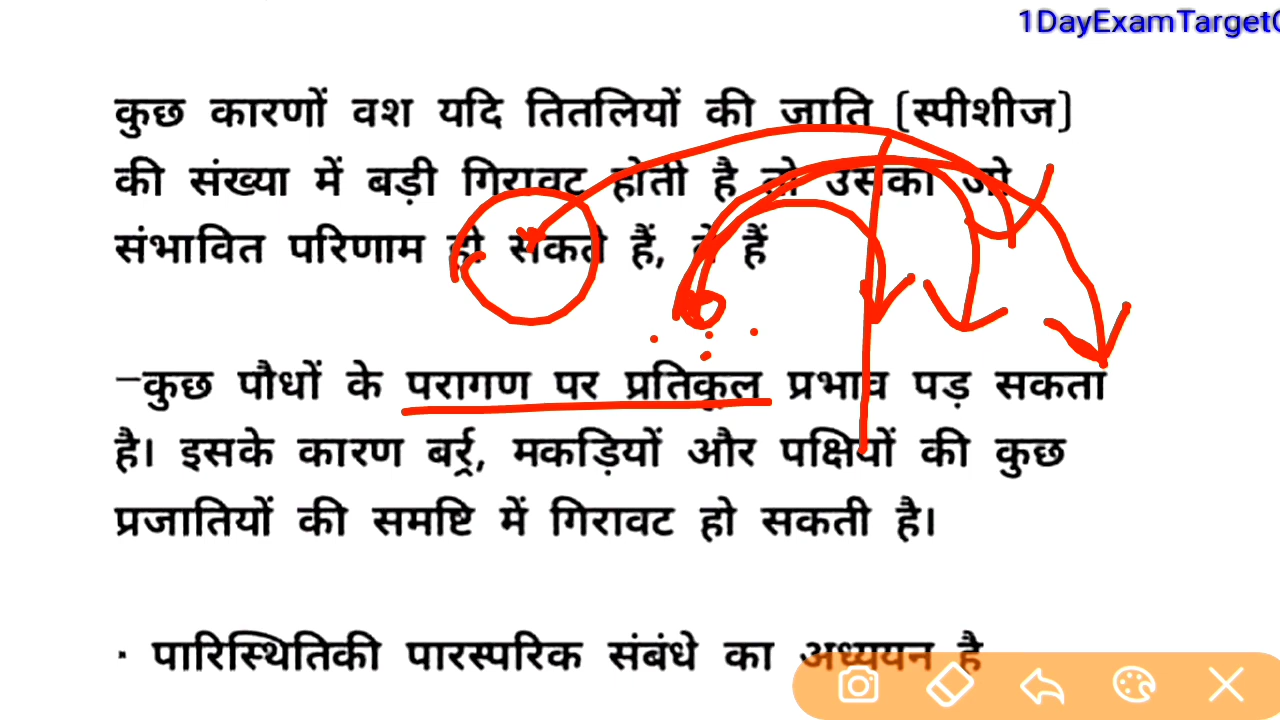 1DayExamTarget
कुछ कारणों वश यदि तितलियों की जाति (स्पीशीज)
की संख्या में बड़ी गिरावट होती है तो उसका जो
संभावित परिणाम हो सकते हैं, वे हैं
–कुछ पौधों के परागण पर प्रतिकूल प्रभाव पड़ सकता
है। इसके कारण बर्र्र, मकड़ियों और पक्षियों की कुछ
प्रजातियों की समष्टि में गिरावट हो सकती है।
· पारिस्थितिकी पारस्परिक संबंधे का अध्ययन है